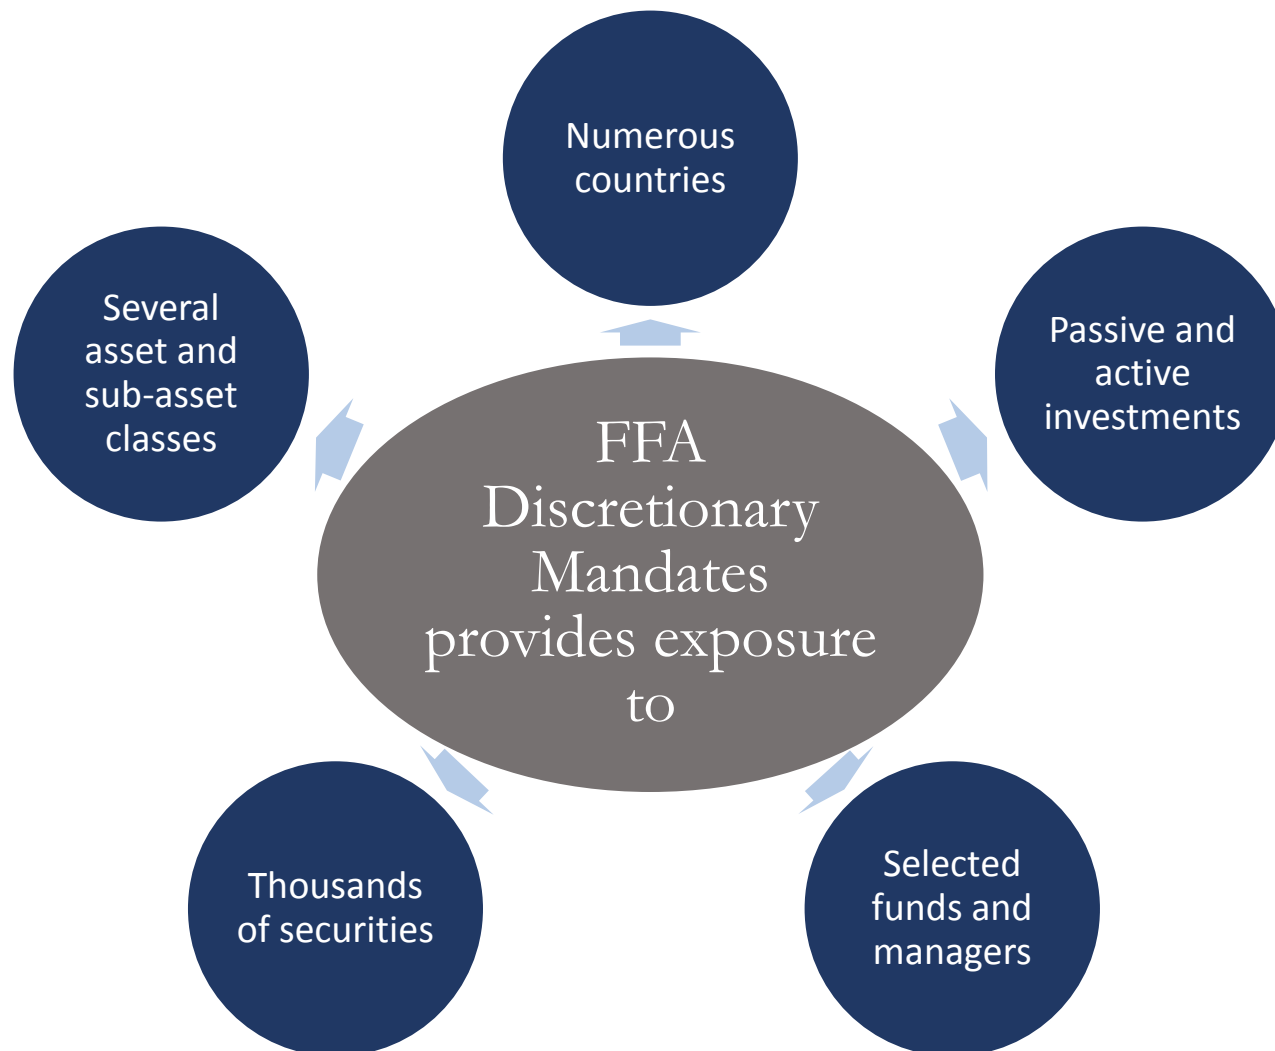 Numerous
countries
Several
asset and
sub-asset
classes
Passive and
active
investments
FFA
Discretionary
Mandates
provides exposure
to
Thousands
of securities
Selected
funds and
managers